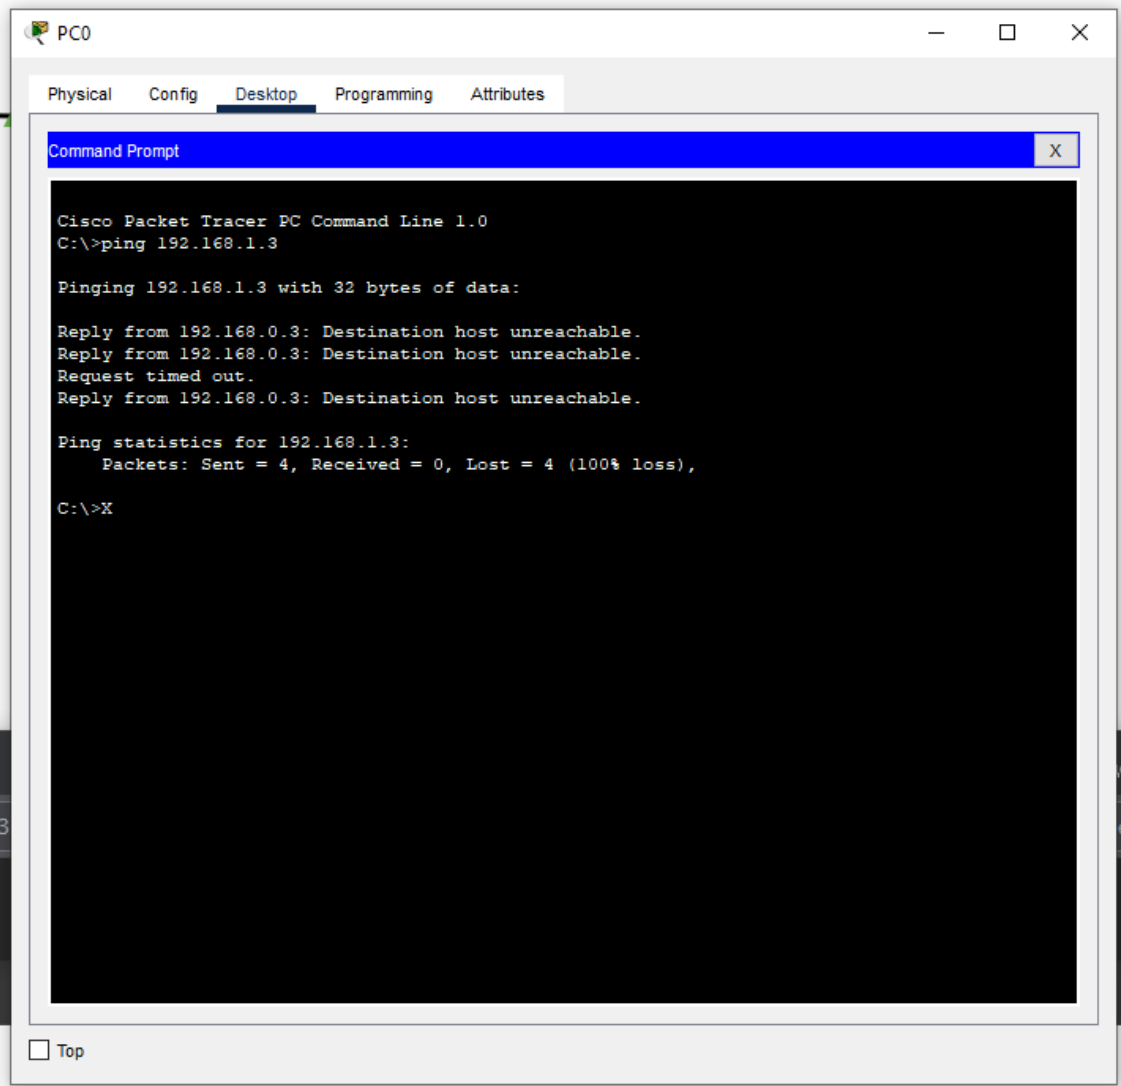 PC0
Physical Config Desktop Programming Attributes
Command Prompt
X
Cisco Packet Tracer PC Command Line 1.0
C:\>ping 192.168.1.3
Pinging 192.168.1.3 with 32 bytes of data:
Reply from 192.168.0.3: Destination host unreachable.
Reply from 192.168.0.3: Destination host unreachable.
Request timed out.
Reply from 192.168.0.3: Destination host unreachable.
Ping statistics for 192.168.1.3:
    Packets: Sent = 4, Received = 0, Lost = 4 (100% loss),
C:\>X
3
Top